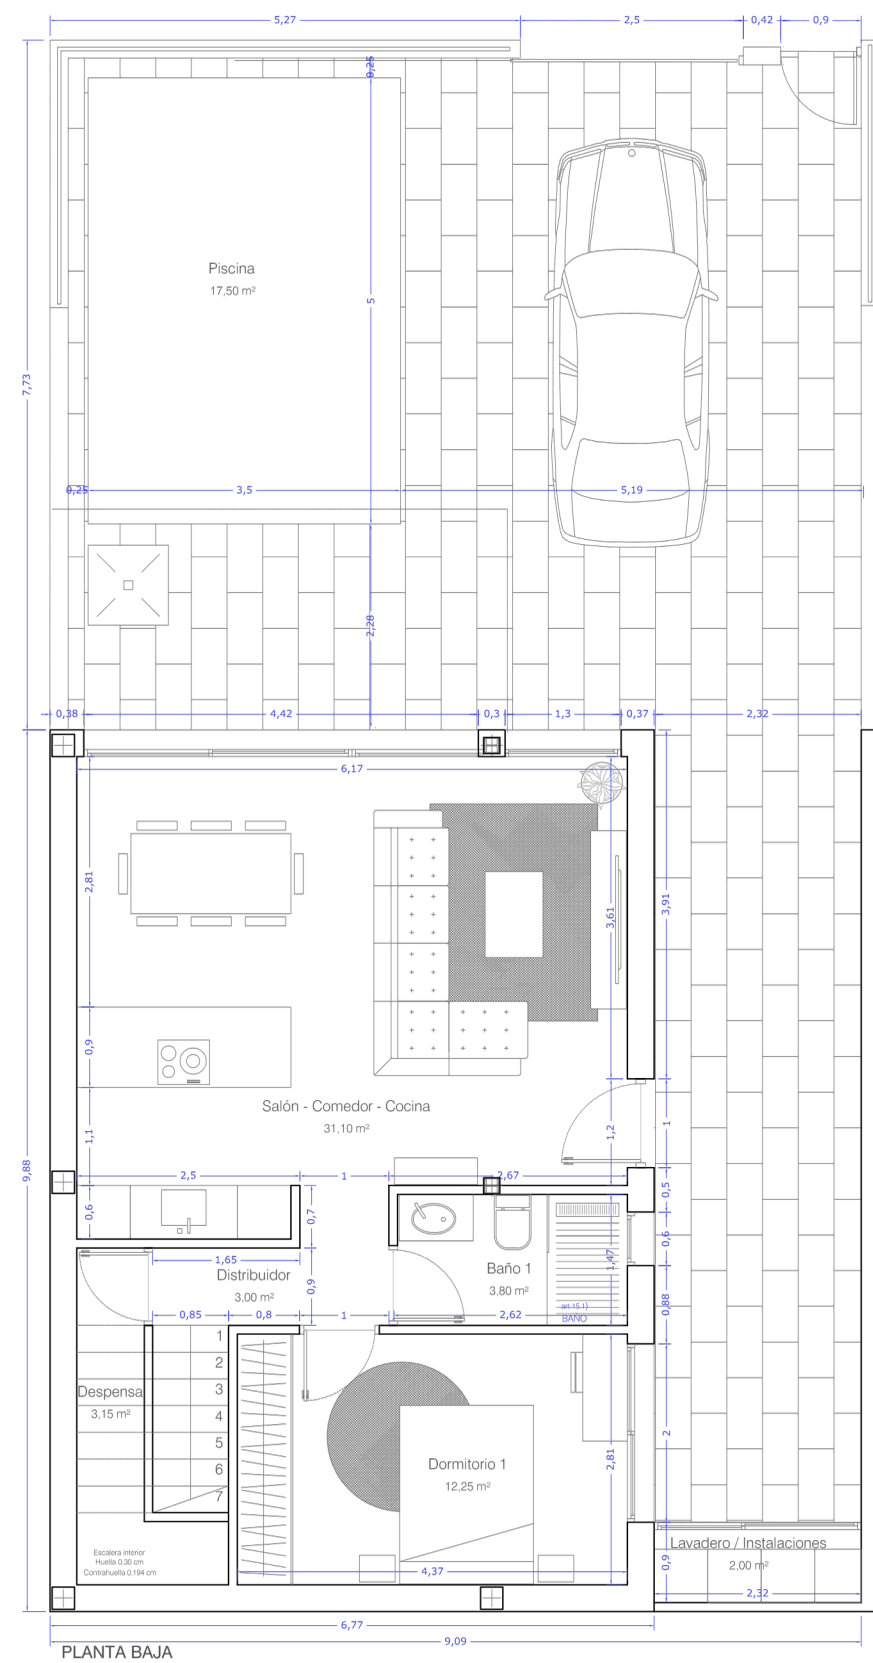 5,27
2,5
0,42
0,9
0,25
Piscina
17,50 m²
5
7,73
0,25
3,5
5,19
2,28
0,38
4,42
0,3
1,3
0,37
2,32
6,17
2,81
3,61
3,91
0,9
Salón - Comedor - Cocina
31,10 m²
1,1
1,2
1
9,88
2,5
1
2,67
0,5
0,6
0,7
0,6
1,65
Distribuidor
3,00 m²
0,9
Baño 1
3,80 m²
1,47
art.15.1)
BAÑO
0,88
0,85
0,8
1
2,62
1
2
3
4
5
6
7
Despensa
3,15 m²
Dormitorio 1
12,25 m²
2,81
2
Escalera interior
Huella 0,30 cm
Contrahuella 0,194 cm
4,37
Lavadero / Instalaciones
2,00 m²
0,9
2,32
6,77
9,09
PLANTA BAJA